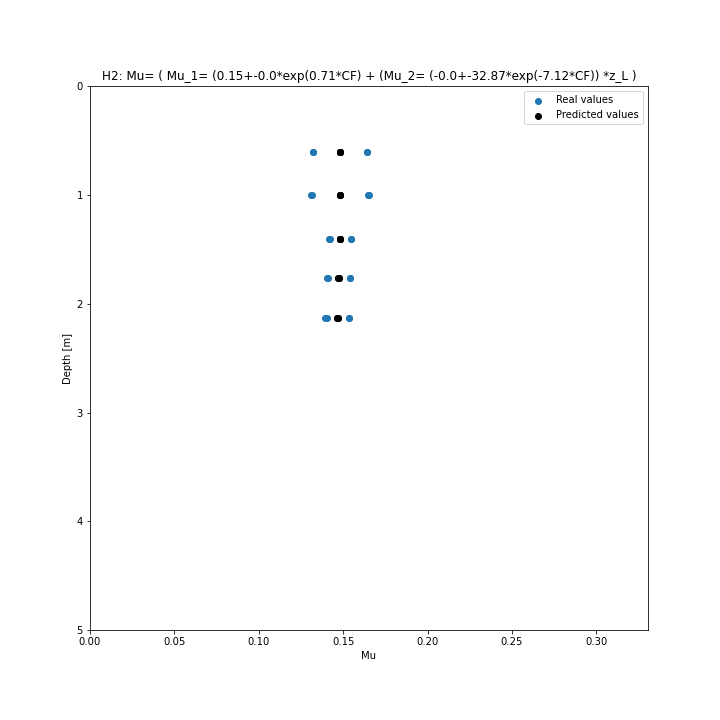 H2: Mu= ( Mu_1= (0.15+-0.0*exp(0.71*CF) + (Mu_2= (-0.0+-32.87*exp(-7.12*CF)) *z_L )
Real values
Predicted values
0
1
2
3
4
5
Depth [m]
0.00
0.05
0.10
0.15
0.20
0.25
0.30
Mu